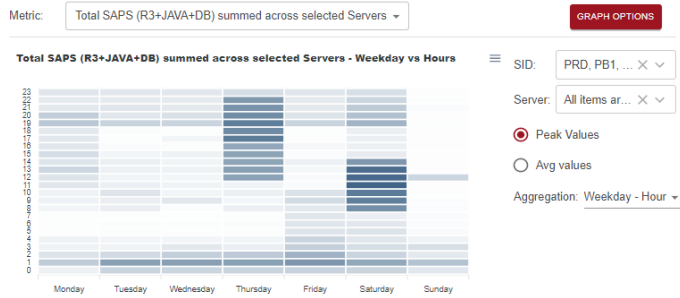 Metric:
Total SAPS (R3+JAVA+DB) summed across selected Servers
GRAPH OPTIONS
Total SAPS (R3+JAVA+DB) summed across selected Servers - Weekday vs Hours
23
22
21
20
19
18
17
16
15
14
13
12
11
10
9
8
7
6
5
4
3
2
1
0
Monday Tuesday Wednesday Thursday Friday Saturday Sunday
SID: PRD, PB1, ...
Server: All items ar...
Peak Values
Avg values
Aggregation: Weekday - Hour